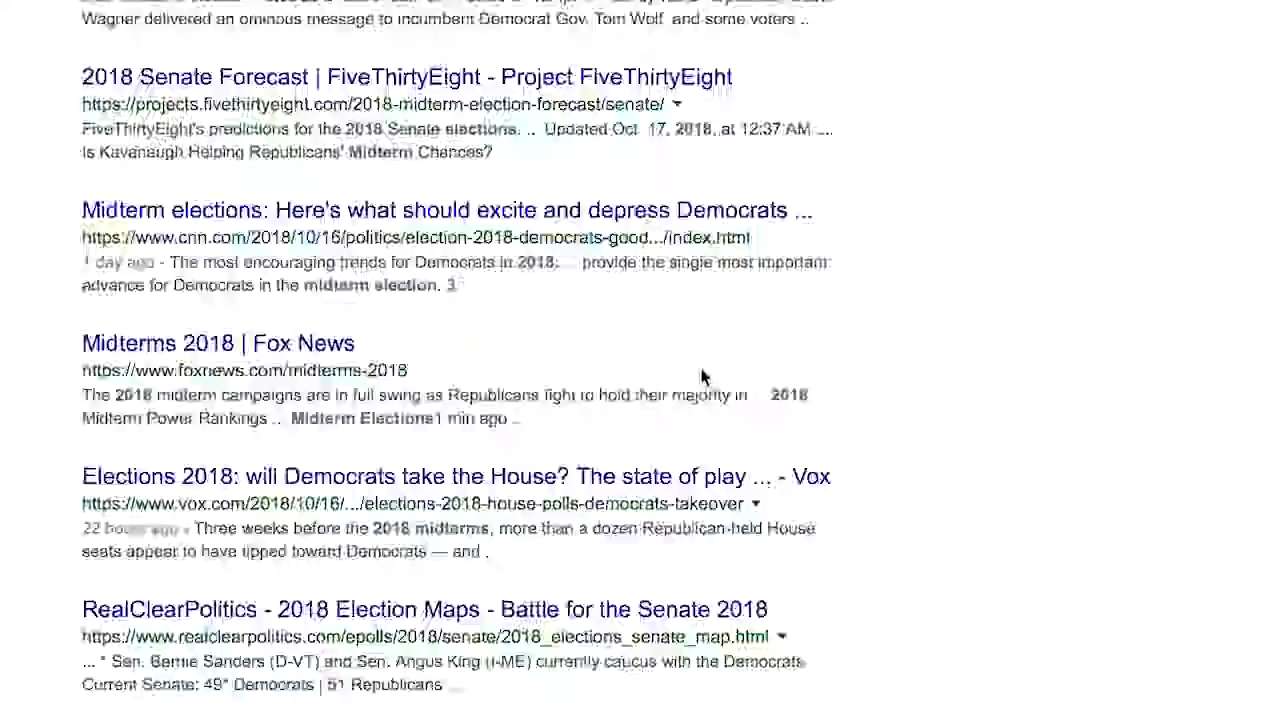 Wagner delivered an ominous message to incumbent Democrat Gov. Tom Wolf and some voters ...
2018 Senate Forecast | FiveThirtyEight - Project FiveThirtyEight
https://projects.fivethirtyeight.com/2018-midterm-election-forecast/senate/
FiveThirtyEight's predictions for the 2018 Senate elections. ... Updated Oct. 17, 2018, at 12:37 AM ....
Is Kavanaugh Helping Republicans' Midterm Chances?
Midterm elections: Here's what should excite and depress Democrats ...
https://www.cnn.com/2018/10/16/politics/election-2018-democrats-good.../index.html
1 day ago - The most encouraging trends for Democrats in 2018: provide the single most important
advance for Democrats in the midterm election. 3.
Midterms 2018 | Fox News
https://www.foxnews.com/midterms-2018
The 2018 midterm campaigns are in full swing as Republicans fight to hold their majority in 2018
Midterm Power Rankings ... Midterm Elections1 min ago ...
Elections 2018: will Democrats take the House? The state of play ... - Vox
https://www.vox.com/2018/10/16/.../elections-2018-house-polls-democrats-takeover
22 hours ago - Three weeks before the 2018 midterms, more than a dozen Republican-held House
seats appear to have tipped toward Democrats — and .
RealClearPolitics - 2018 Election Maps - Battle for the Senate 2018
https://www.realclearpolitics.com/epolls/2018/senate/2018_elections_senate_map.html
... * Sen. Bernie Sanders (D-VT) and Sen. Angus King (I-ME) currently caucus with the Democrats
Current Senate: 49* Democrats | 51 Republicans ...